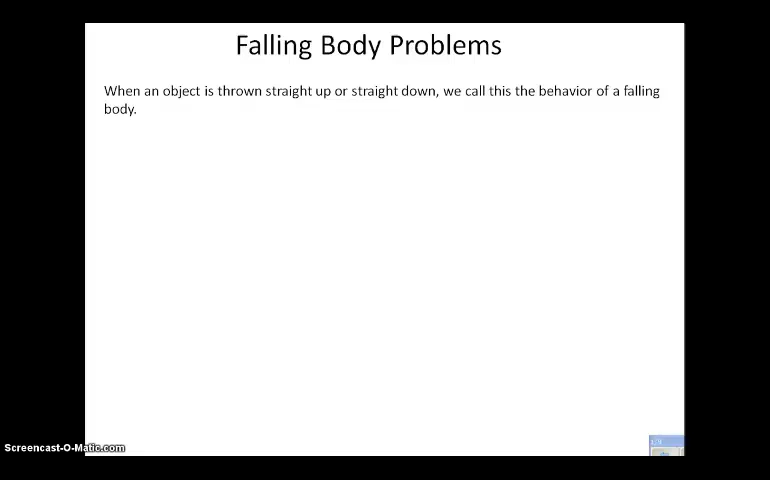 Falling Body Problems
When an object is thrown straight up or straight down, we call this the behavior of a falling
body.
Screencast-O-Matic.com